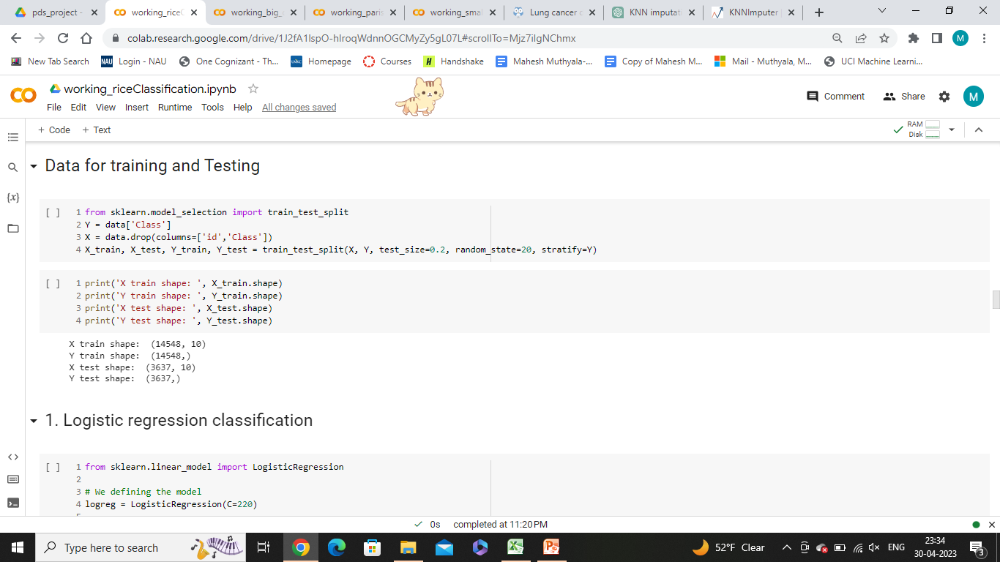 pds_project -
working_rice
working_big_
working_paris
working_smal
Lung cancer
KNN imputat
KNNImputer
colab.research.google.com/drive/1J2fA1lspO-hIroqWdnnOGCMyZy5gL07L#scrollTo=Mjz7iIgNChmx
M
New Tab Search
NAU Login - NAU
One Cognizant - Th...
Homepage
Courses
H Handshake
Mahesh Muthyala-...
Copy of Mahesh M...
Mail - Muthyala, M...
UCI Machine Learni...
working_riceClassification.ipynb
File Edit View Insert Runtime Tools Help All changes saved
Comment Share M
+ Code + Text
RAM
Disk
Data for training and Testing
[ ] 1 from sklearn.model_selection import train_test_split
2 Y = data['Class']
3 X = data.drop(columns=['id','Class'])
4 X_train, X_test, Y_train, Y_test = train_test_split(X, Y, test_size=0.2, random_state=20, stratify=Y)
[ ] 1 print('X train shape: ', X_train.shape)
2 print('Y train shape: ', Y_train.shape)
3 print('X test shape: ', X_test.shape)
4 print('Y test shape: ', Y_test.shape)
X train shape:  (14548, 10)
Y train shape:  (14548,)
X test shape:  (3637, 10)
Y test shape:  (3637,)
{x}
1. Logistic regression classification
[ ] 1 from sklearn.linear_model import LogisticRegression
2
3 # We defining the model
4 logreg = LogisticRegression(C=220)
0s completed at 11:20 PM
Type here to search
52°F Clear
ENG
23:34
30-04-2023
3